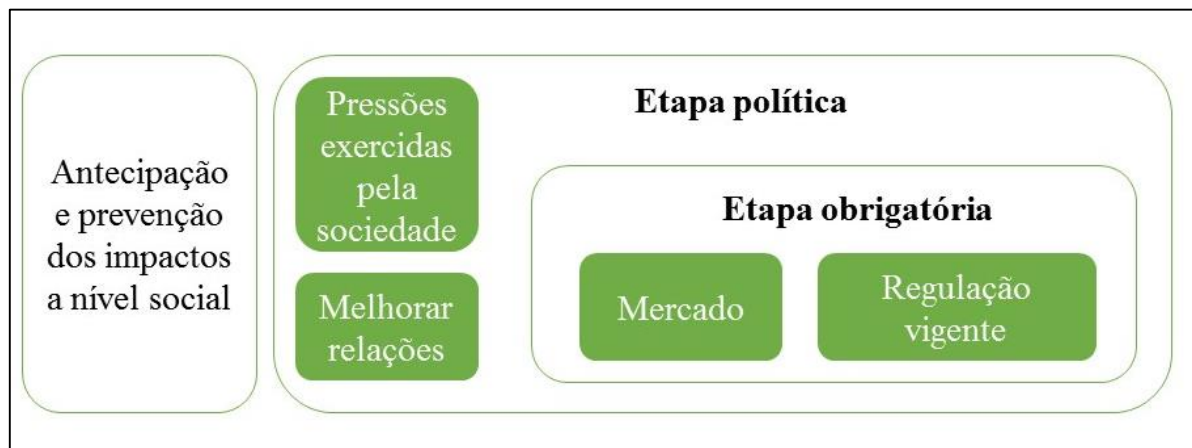 Antecipação
e prevenção
dos impactos
a nível social
Pressões
exercidas
pela
sociedade
Melhorar
relações
Etapa política
Etapa obrigatória
Mercado
Regulação
vigente